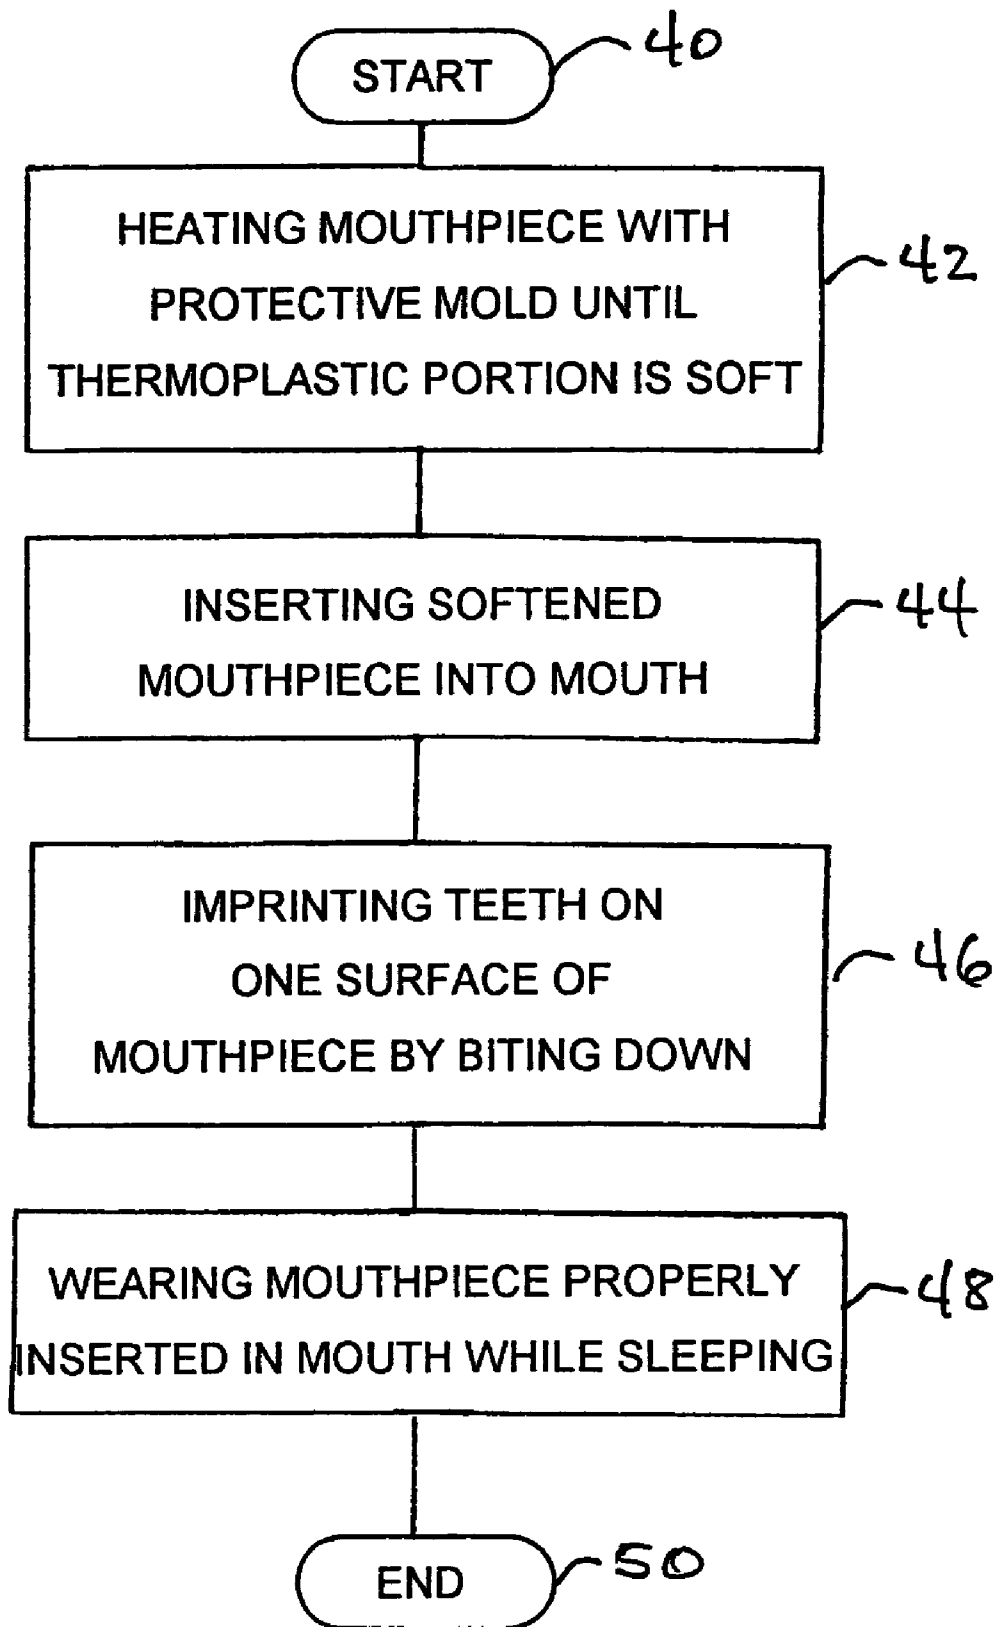 START
40
HEATING MOUTHPIECE WITH
PROTECTIVE MOLD UNTIL
THERMOPLASTIC PORTION IS SOFT
42
INSERTING SOFTENED
MOUTHPIECE INTO MOUTH
44
IMPRINTING TEETH ON
ONE SURFACE OF
MOUTHPIECE BY BITING DOWN
46
WEARING MOUTHPIECE PROPERLY
INSERTED IN MOUTH WHILE SLEEPING
48
END
50